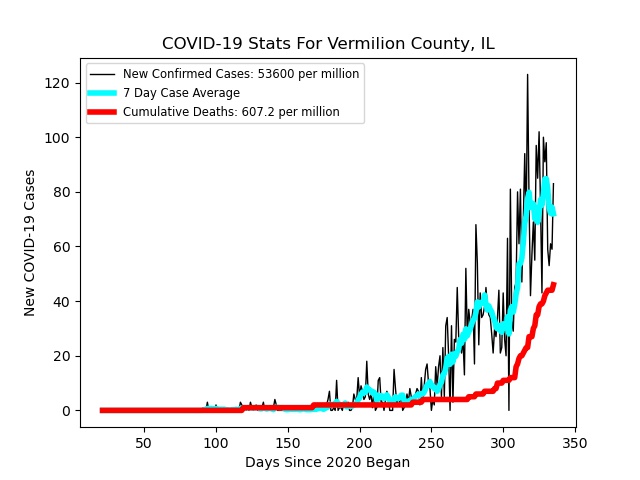 COVID-19 Stats For Vermilion County, IL
New Confirmed Cases: 53600 per million
7 Day Case Average
Cumulative Deaths: 607.2 per million
New COVID-19 Cases
120
100
80
60
40
20
0
50 100 150 200 250 300 350
Days Since 2020 Began